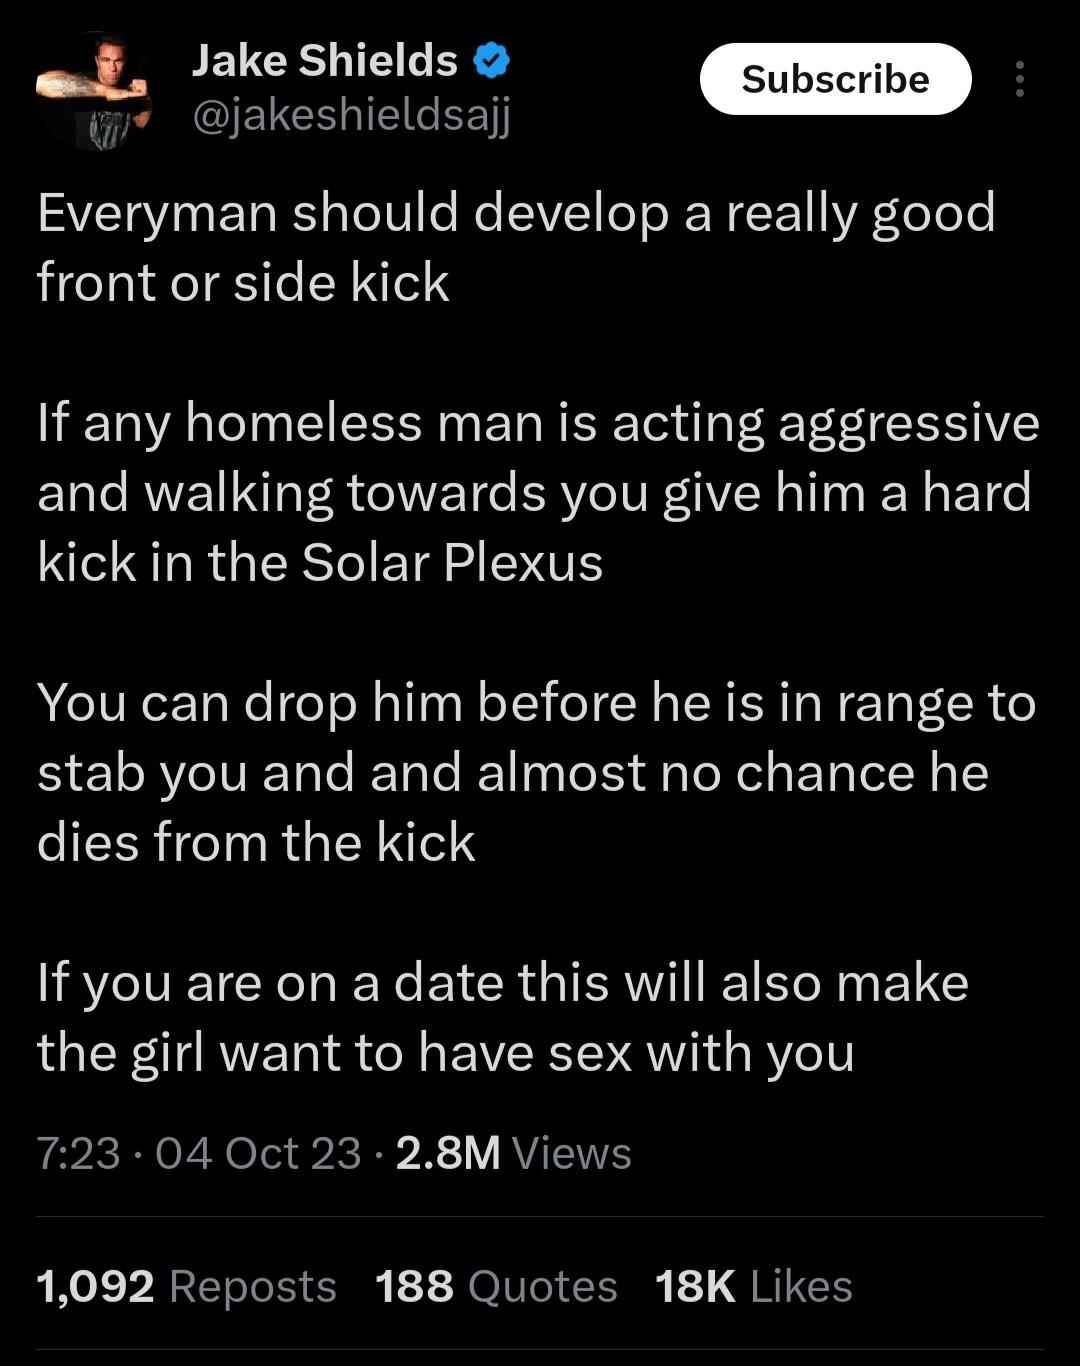 Jake Shields
Subscribe
@jakeshieldsajj
Everyman should develop a really good
front or side kick
If any homeless man is acting aggressive
and walking towards you give him a hard
kick in the Solar Plexus
You can drop him before he is in range to
stab you and and almost no chance he
dies from the kick
If you are on a date this will also make
the girl want to have sex with you
7:23 · 04 Oct 23 · 2.8M Views
1,092 Reposts 188 Quotes 18K Likes